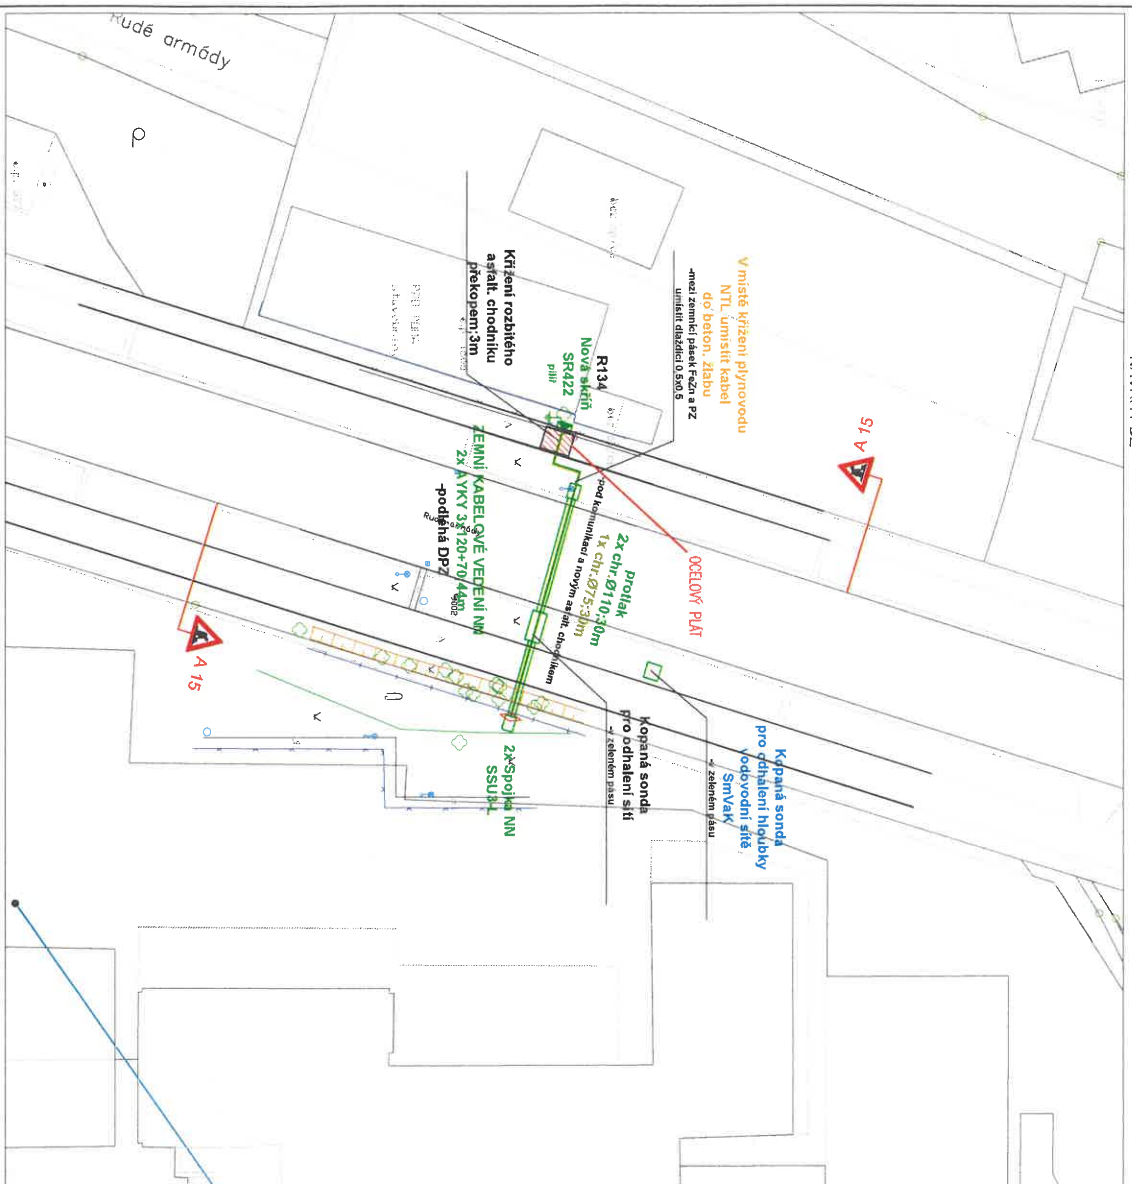 Rudé armády
V místě křížení plynovodu
NTL umístit kabel
do beton. žlabu
-mezi zemnící pásek FeZn a PZ
umístit dlaždici 0,5x0,5
Křížení rozbitého
asfalt. chodníku
překopem;3m
R134
Nová skříň
SR422
pilíř
A 15
OCELOVÝ PLÁT
protlak
2x chr.Ø110;30m
1x chr.Ø75;30m
pod komunikací a novým asfalt. chodníkem
ZEMNÍ KABELOVÉ VEDENÍ NN
2x AYKY 3x120+70;44m
-podléhá DPZ
Rudé armády
A 15
Kopaná sonda
pro odhalení hloubky
vodovodní sítě
SmVaK
-v zeleném pásu
Kopaná sonda
pro odhalení sítí
-v zeleném pásu
2x Spojka NN
SSU3-L